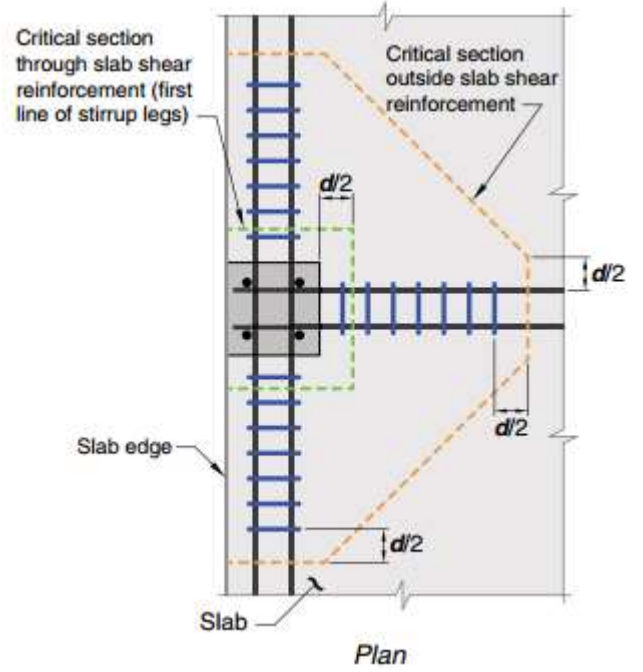 Critical section
through slab shear
reinforcement (first
line of stirrup legs)
Critical section
outside slab shear
reinforcement
d/2
d/2
d/2
Slab edge
d/2
Slab
Plan